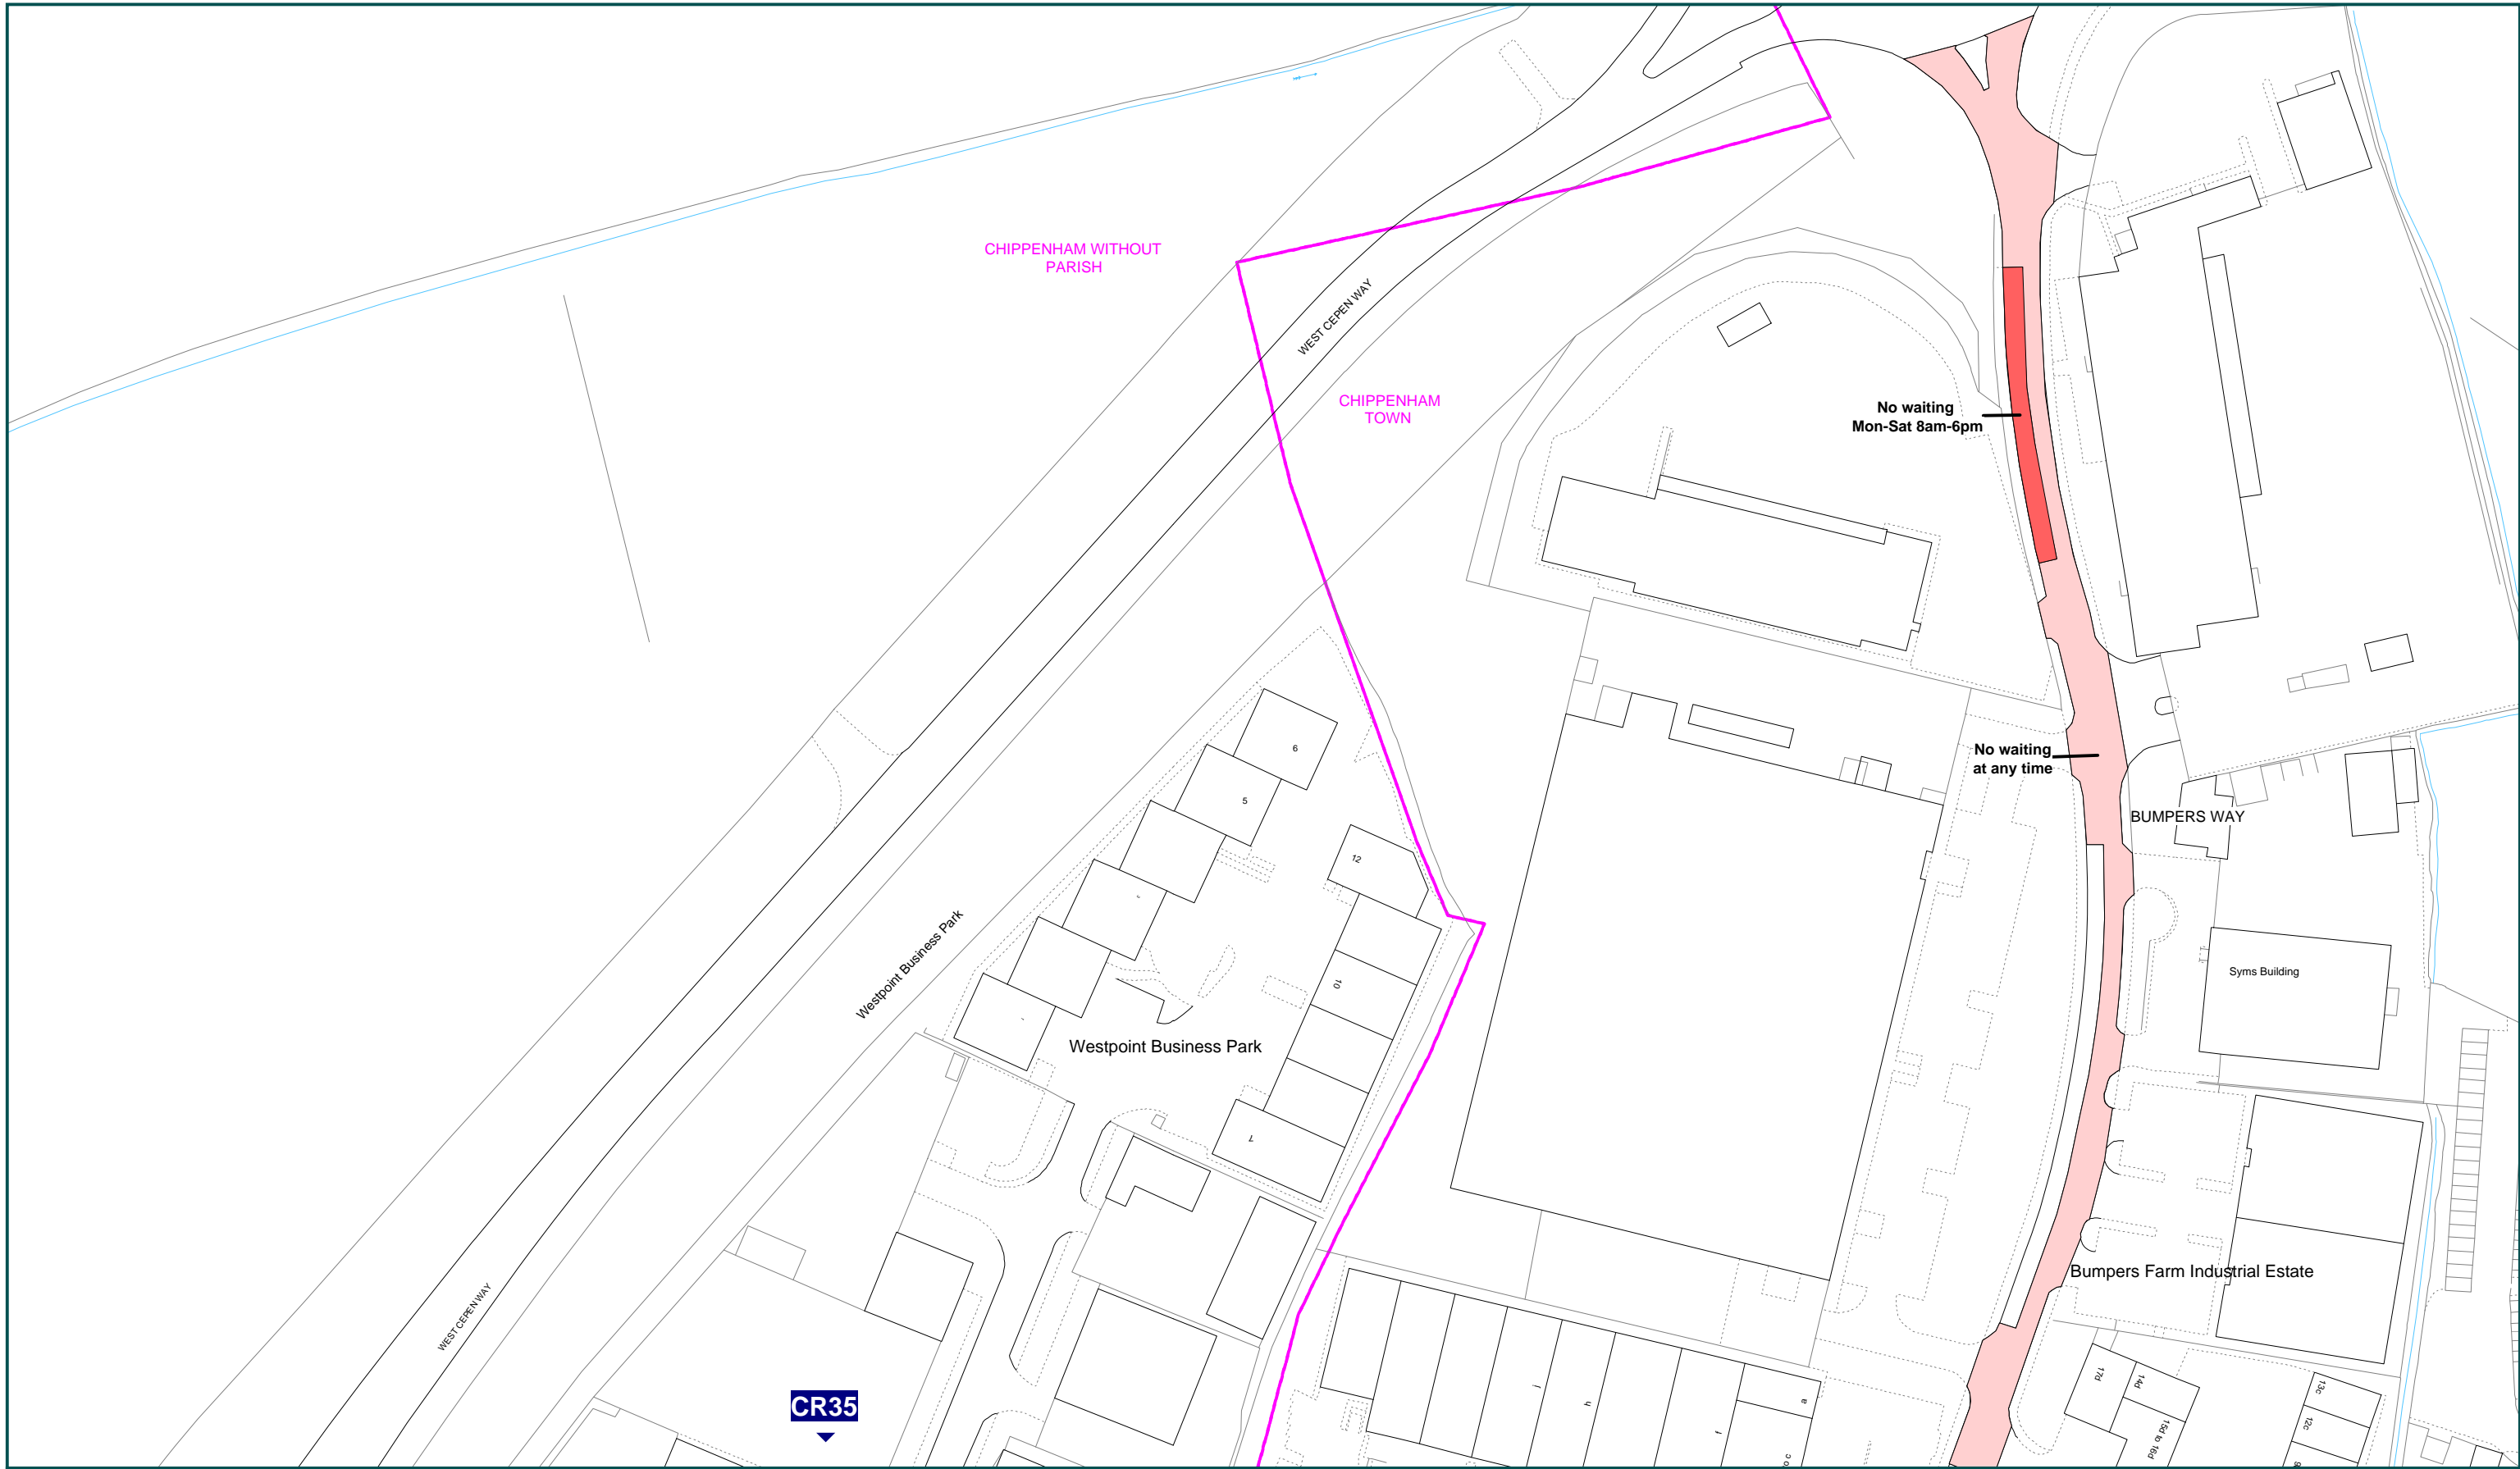 CHIPPENHAM WITHOUT
PARISH
WEST CEPEN WAY
CHIPPENHAM
TOWN
No waiting
Mon-Sat 8am-6pm
6
5
No waiting
at any time
BUMPERS WAY
12
Westpoint Business Park
10
Syms Building
Westpoint Business Park
7
Bumpers Farm Industrial Estate
WEST CEPEN WAY
CR35
j
h
f
a
17d
14d
15d to 16d
13c
12c